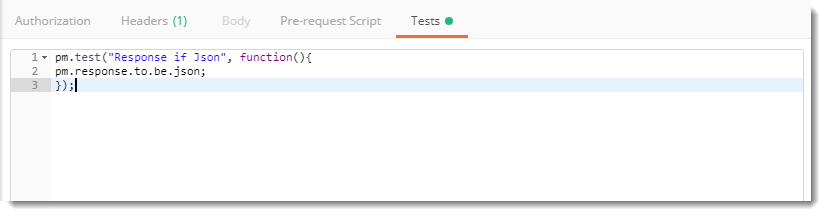 Authorization Headers (1) Body Pre-request Script Tests
1 pm.test("Response if Json", function(){
2 pm.response.to.be.json;
3 });